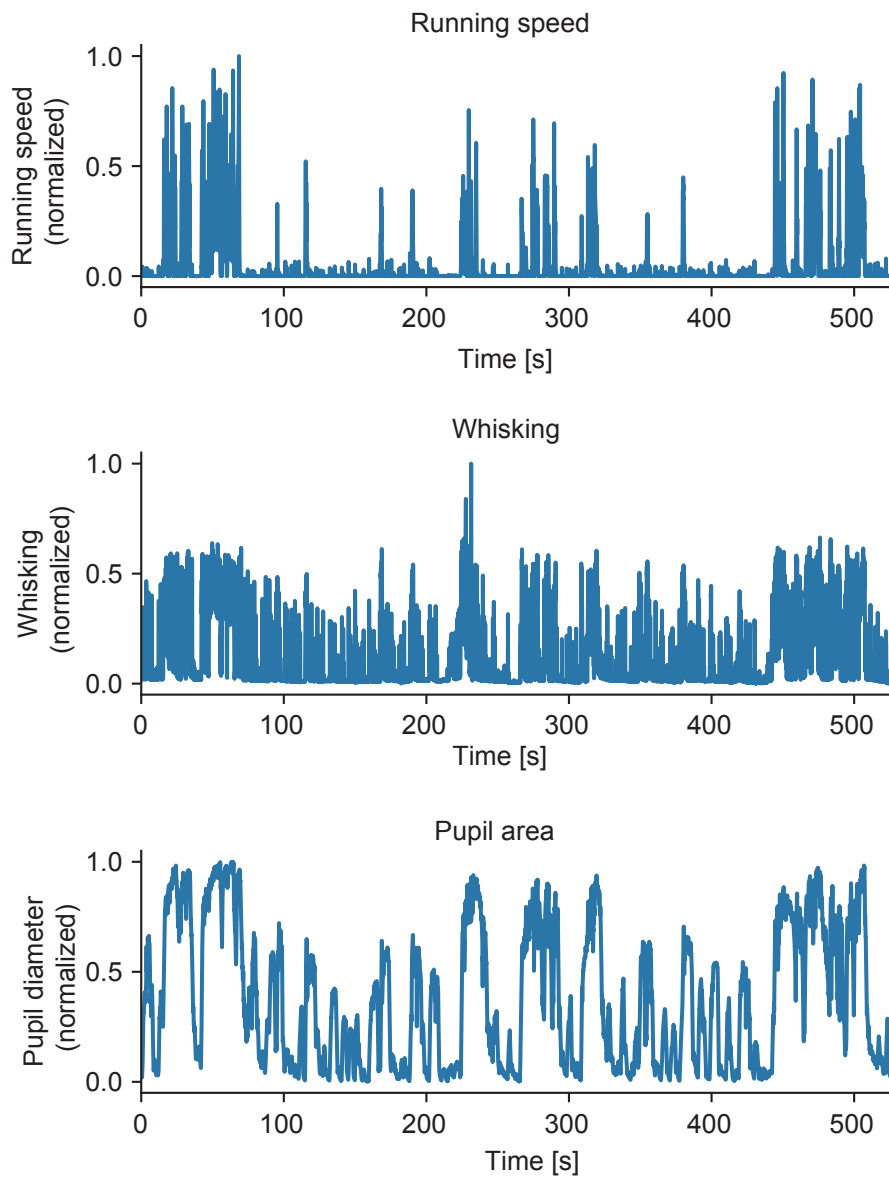 Running speed
Running speed
(normalized)
1.0
0.5
0.0
0 100 200 300 400 500
Time [s]
Whisking
Whisking
(normalized)
1.0
0.5
0.0
0 100 200 300 400 500
Time [s]
Pupil area
Pupil diameter
(normalized)
1.0
0.5
0.0
0 100 200 300 400 500
Time [s]